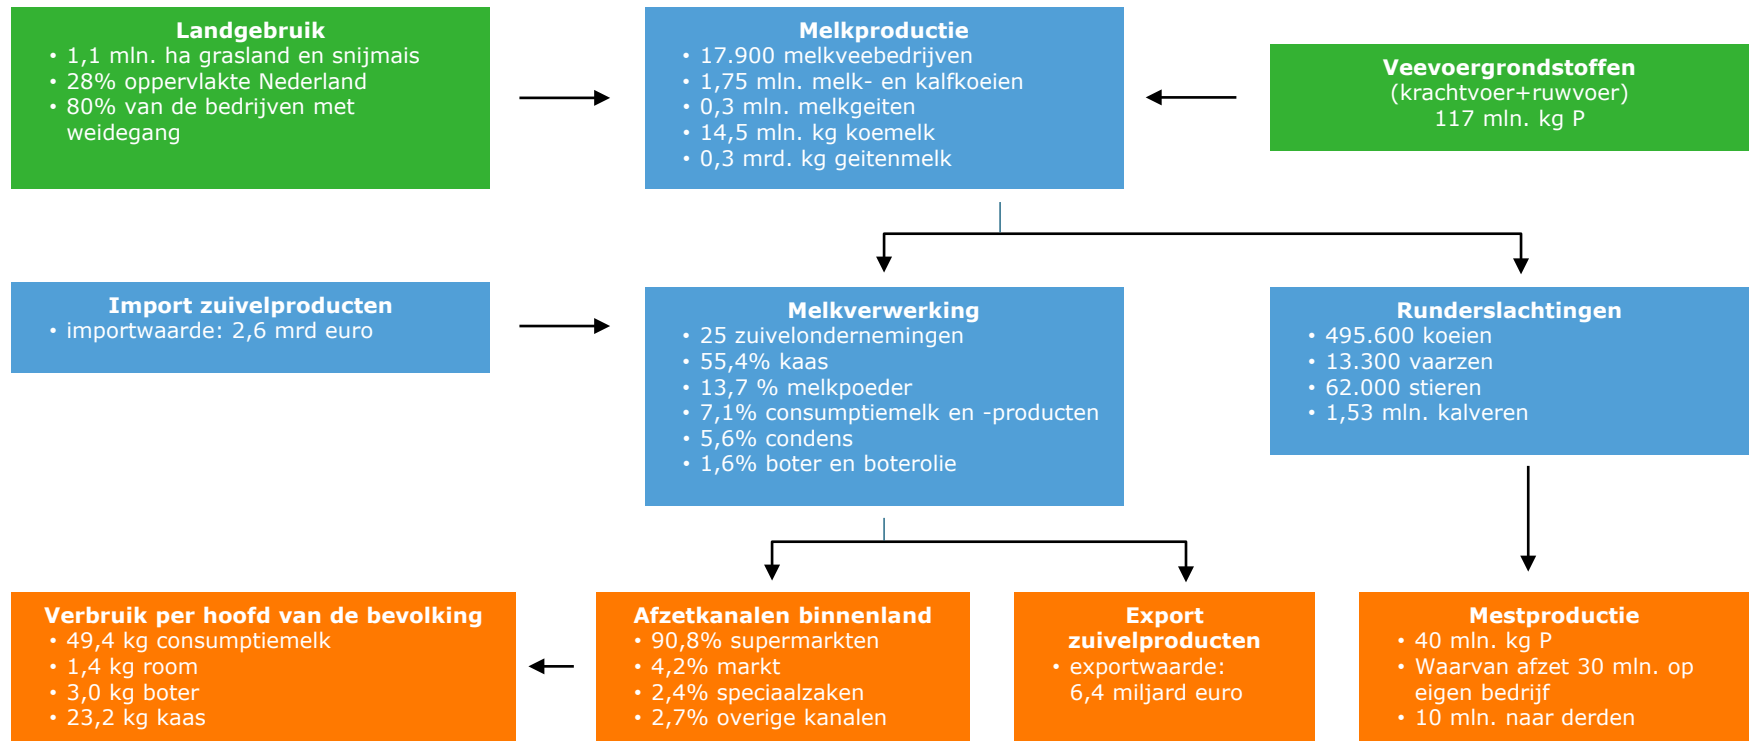 Landgebruik
• 1,1 mln. ha grasland en snijmais
• 28% oppervlakte Nederland
• 80% van de bedrijven met
weidegang
Melkproductie
• 17.900 melkveebedrijven
• 1,75 mln. melk- en kalfkoeien
• 0,3 mln. melkgeiten
• 14,5 mln. kg koemelk
• 0,3 mrd. kg geitenmelk
Veevoergrondstoffen
(krachtvoer+ruwvoer)
117 mln. kg P
Import zuivelproducten
• importwaarde: 2,6 mrd euro
Melkverwerking
• 25 zuivelondernemingen
• 55,4% kaas
• 13,7 % melkpoeder
• 7,1% consumptiemelk en -producten
• 5,6% condens
• 1,6% boter en boterolie
Runderslachtingen
• 495.600 koeien
• 13.300 vaarzen
• 62.000 stieren
• 1,53 mln. kalveren
Verbruik per hoofd van de bevolking
• 49,4 kg consumptiemelk
• 1,4 kg room
• 3,0 kg boter
• 23,2 kg kaas
Afzetkanalen binnenland
• 90,8% supermarkten
• 4,2% markt
• 2,4% speciaalzaken
• 2,7% overige kanalen
Export
zuivelproducten
• exportwaarde:
6,4 miljard euro
Mestproductie
• 40 mln. kg P
• Waarvan afzet 30 mln. op
eigen bedrijf
• 10 mln. naar derden